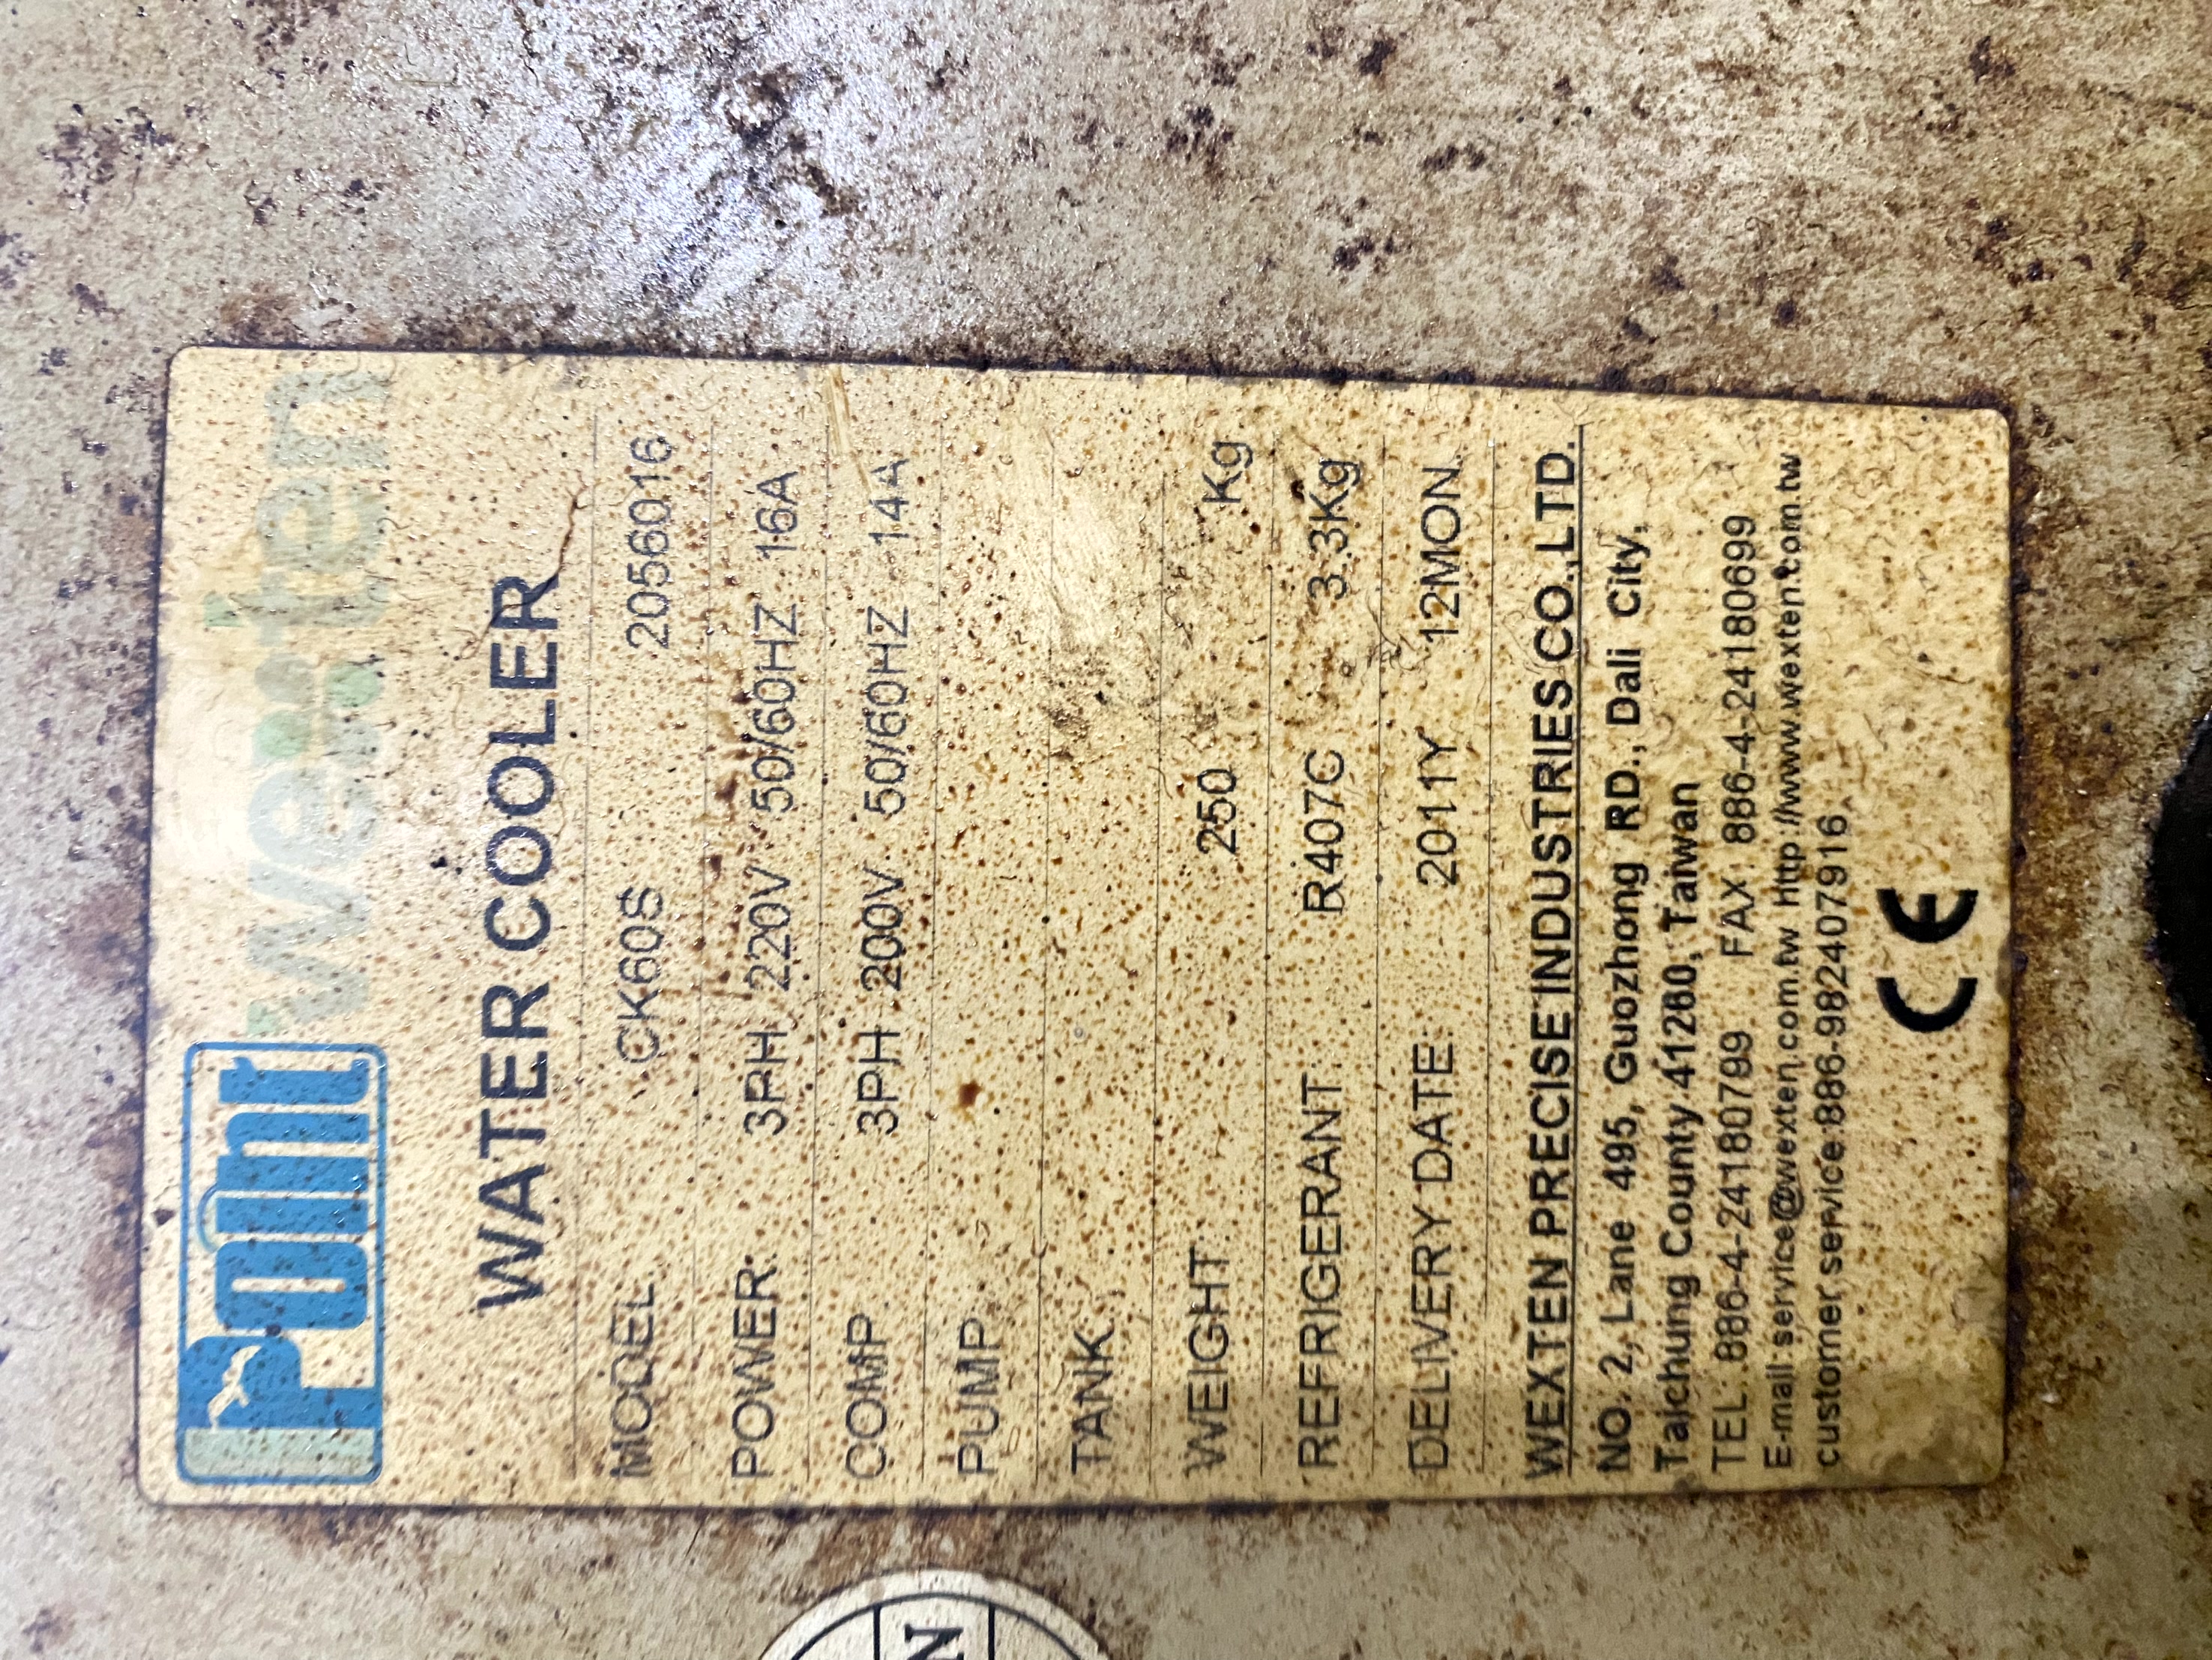 Point wexten
WATER COOLER
MODEL: CK60S 2056016
POWER: 3PH 220V 50/60HZ 16A
COMP: 3PH 200V 50/60HZ 14A
PUMP:
TANK:
WEIGHT: 250 Kg
REFRIGERANT: R407C 3.3Kg
DELIVERY DATE: 2011Y 12MON.
WEXTEN PRECISE INDUSTRIES CO.,LTD.
NO. 2, Lane 495, Guozhong RD., Dali City,
Taichung County 41260, Taiwan
TEL: 886-4-24180799 FAX: 886-4-24180699
E-mail:service@wexten.com.tw Http://www.wexten.com.tw
customer service:886-982407916
CE
N